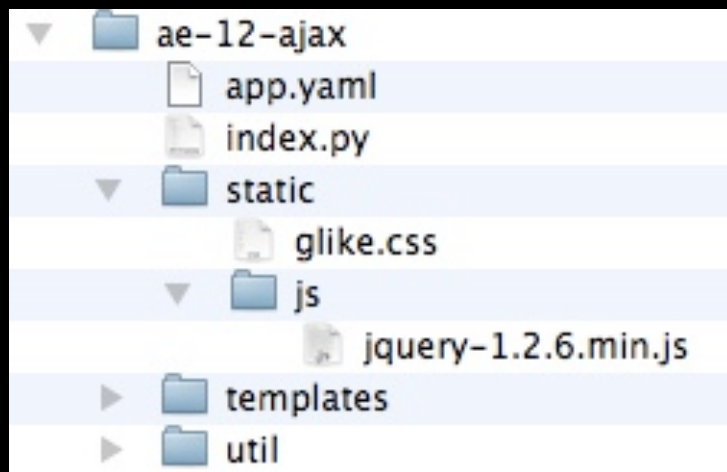 ae-12-ajax
app.yaml
index.py
static
glike.css
js
jquery-1.2.6.min.js
templates
util